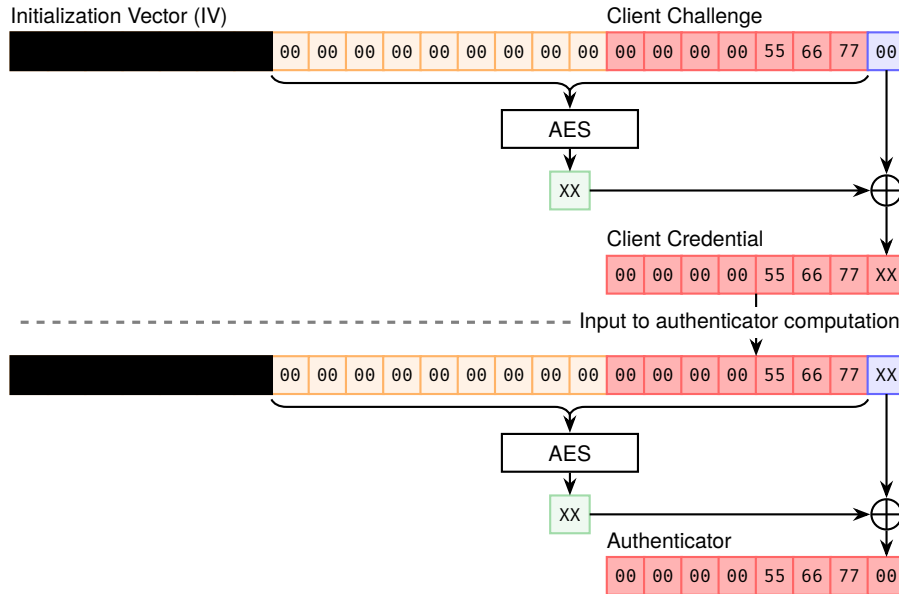 Initialization Vector (IV) Client Challenge
00 00 00 00 00 00 00 00 00 00 00 00 00 55 66 77 00
AES
XX
Client Credential
00 00 00 00 55 66 77 XX
Input to authenticator computation
00 00 00 00 00 00 00 00 00 00 00 00 00 55 66 77 XX
AES
XX
Authenticator
00 00 00 00 55 66 77 00